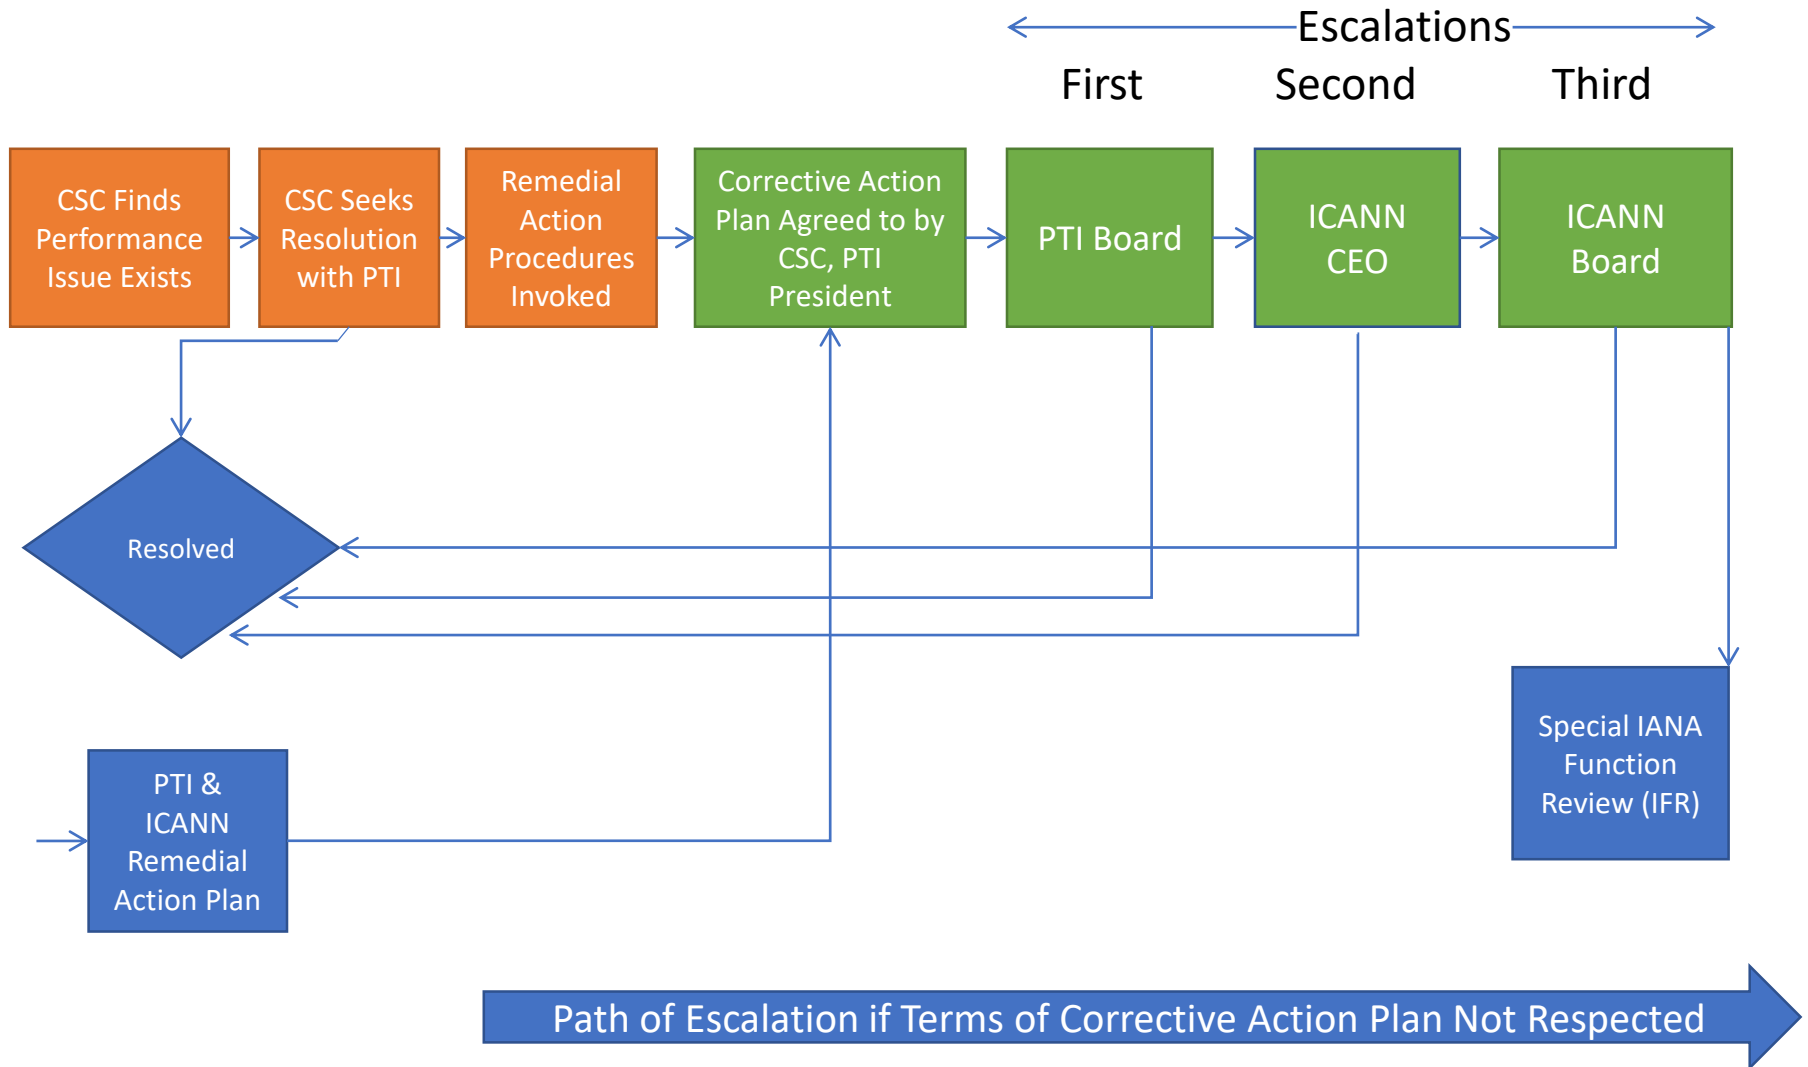 Escalations
First
Second
Third
CSC Finds
Performance
Issue Exists
CSC Seeks
Resolution
with PTI
Remedial
Action
Procedures
Invoked
Corrective Action
Plan Agreed to by
CSC, PTI
President
PTI Board
ICANN
CEO
ICANN
Board
Resolved
Special IANA
Function
Review (IFR)
PTI &
ICANN
Remedial
Action Plan
Path of Escalation if Terms of Corrective Action Plan Not Respected